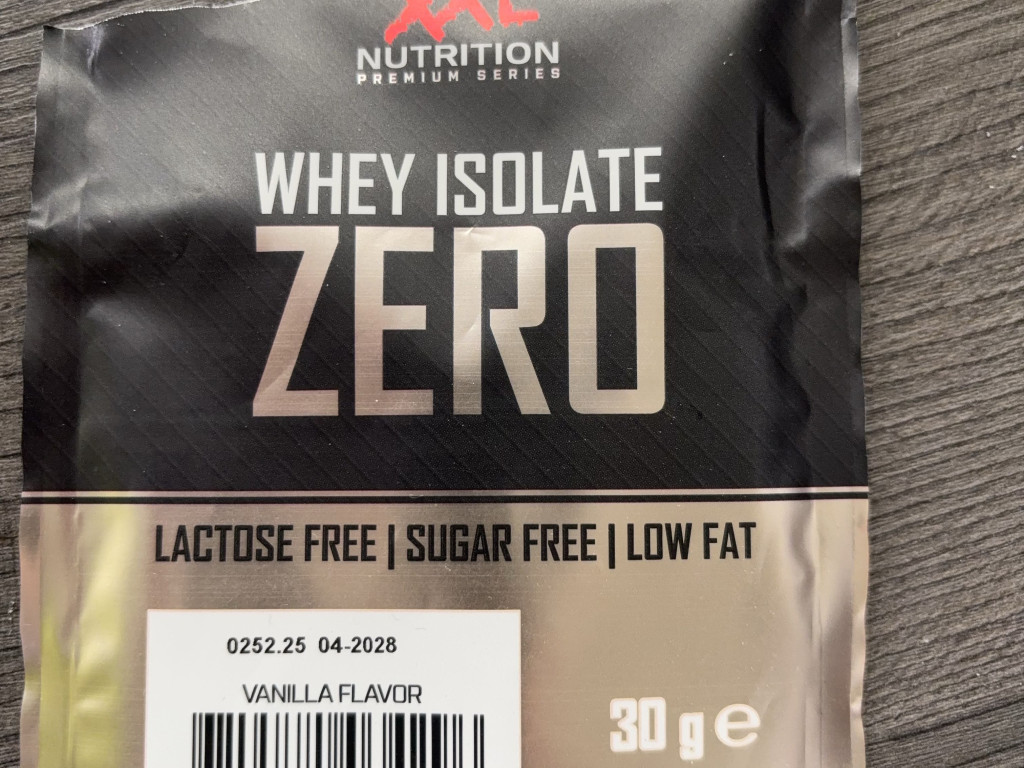 XXL
NUTRITION
PREMIUM SERIES
WHEY ISOLATE
ZERO
LACTOSE FREE | SUGAR FREE | LOW FAT
0252.25 04-2028
VANILLA FLAVOR
30 g e